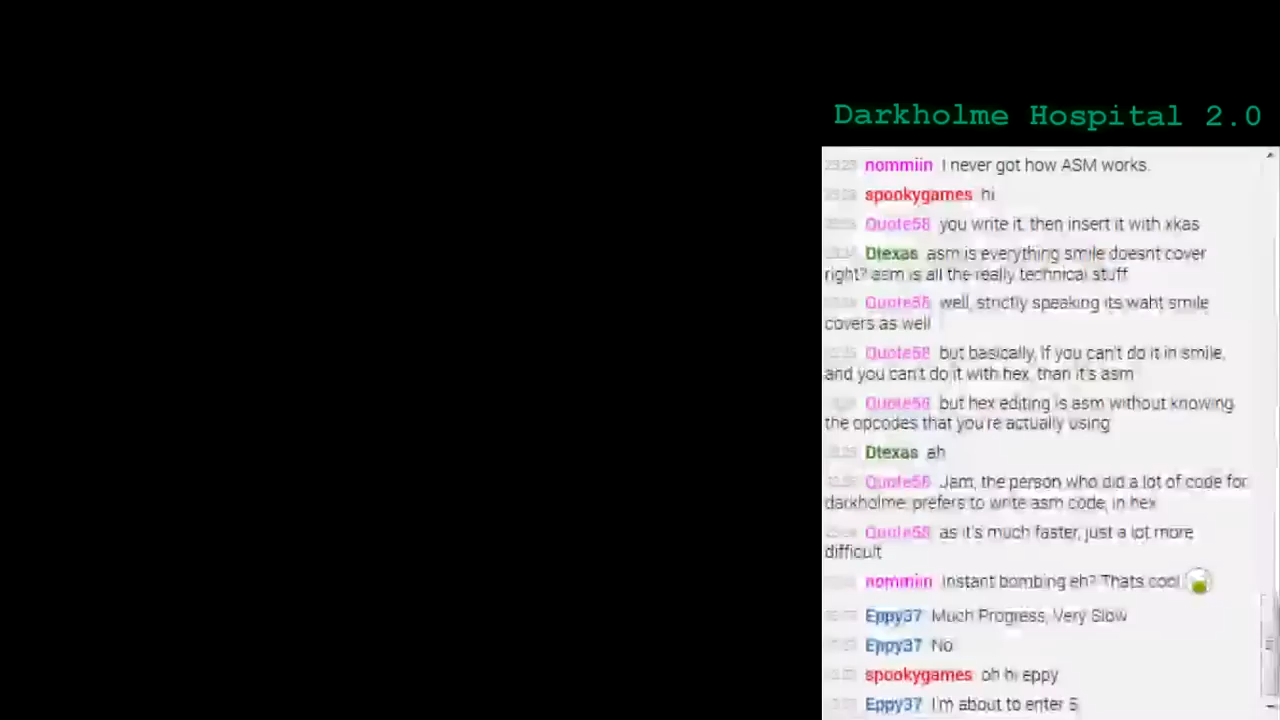 Darkholme Hospital 2.0
nommiin I never got how ASM works.
spookygames hi
Quote58 you write it, then insert it with xkas
Dtexas asm is everything smile doesnt cover
right? asm is all the really technical stuff
Quote58 well, strictly speaking its waht smile
covers as well
Quote58 but basically, if you can't do it in smile,
and you can't do it with hex, than it's asm
Quote58 but hex editing is asm without knowing
the opcodes that you're actually using
Dtexas ah
Quote58 Jam, the person who did a lot of code for
darkholme, prefers to write asm code, in hex
Quote58 as it's much faster, just a lot more
difficult
nommiin Instant bombing eh? Thats cool
Eppy37 Much Progress, Very Slow
Eppy37 No
spookygames oh hi eppy
Eppy37 I'm about to enter 5